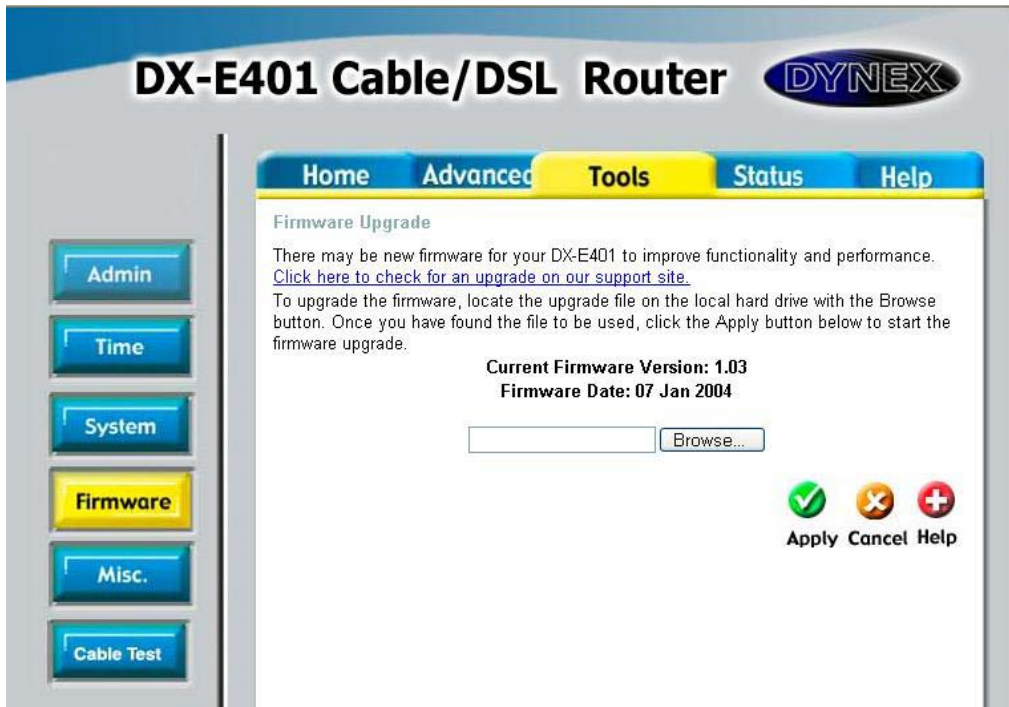 DX-E401 Cable/DSL Router DYNEX
Home Advanced Tools Status Help
Admin
Time
System
Firmware
Misc.
Cable Test
Firmware Upgrade
There may be new firmware for your DX-E401 to improve functionality and performance.
Click here to check for an upgrade on our support site.
To upgrade the firmware, locate the upgrade file on the local hard drive with the Browse
button. Once you have found the file to be used, click the Apply button below to start the
firmware upgrade.
Current Firmware Version: 1.03
Firmware Date: 07 Jan 2004
Browse...
Apply Cancel Help